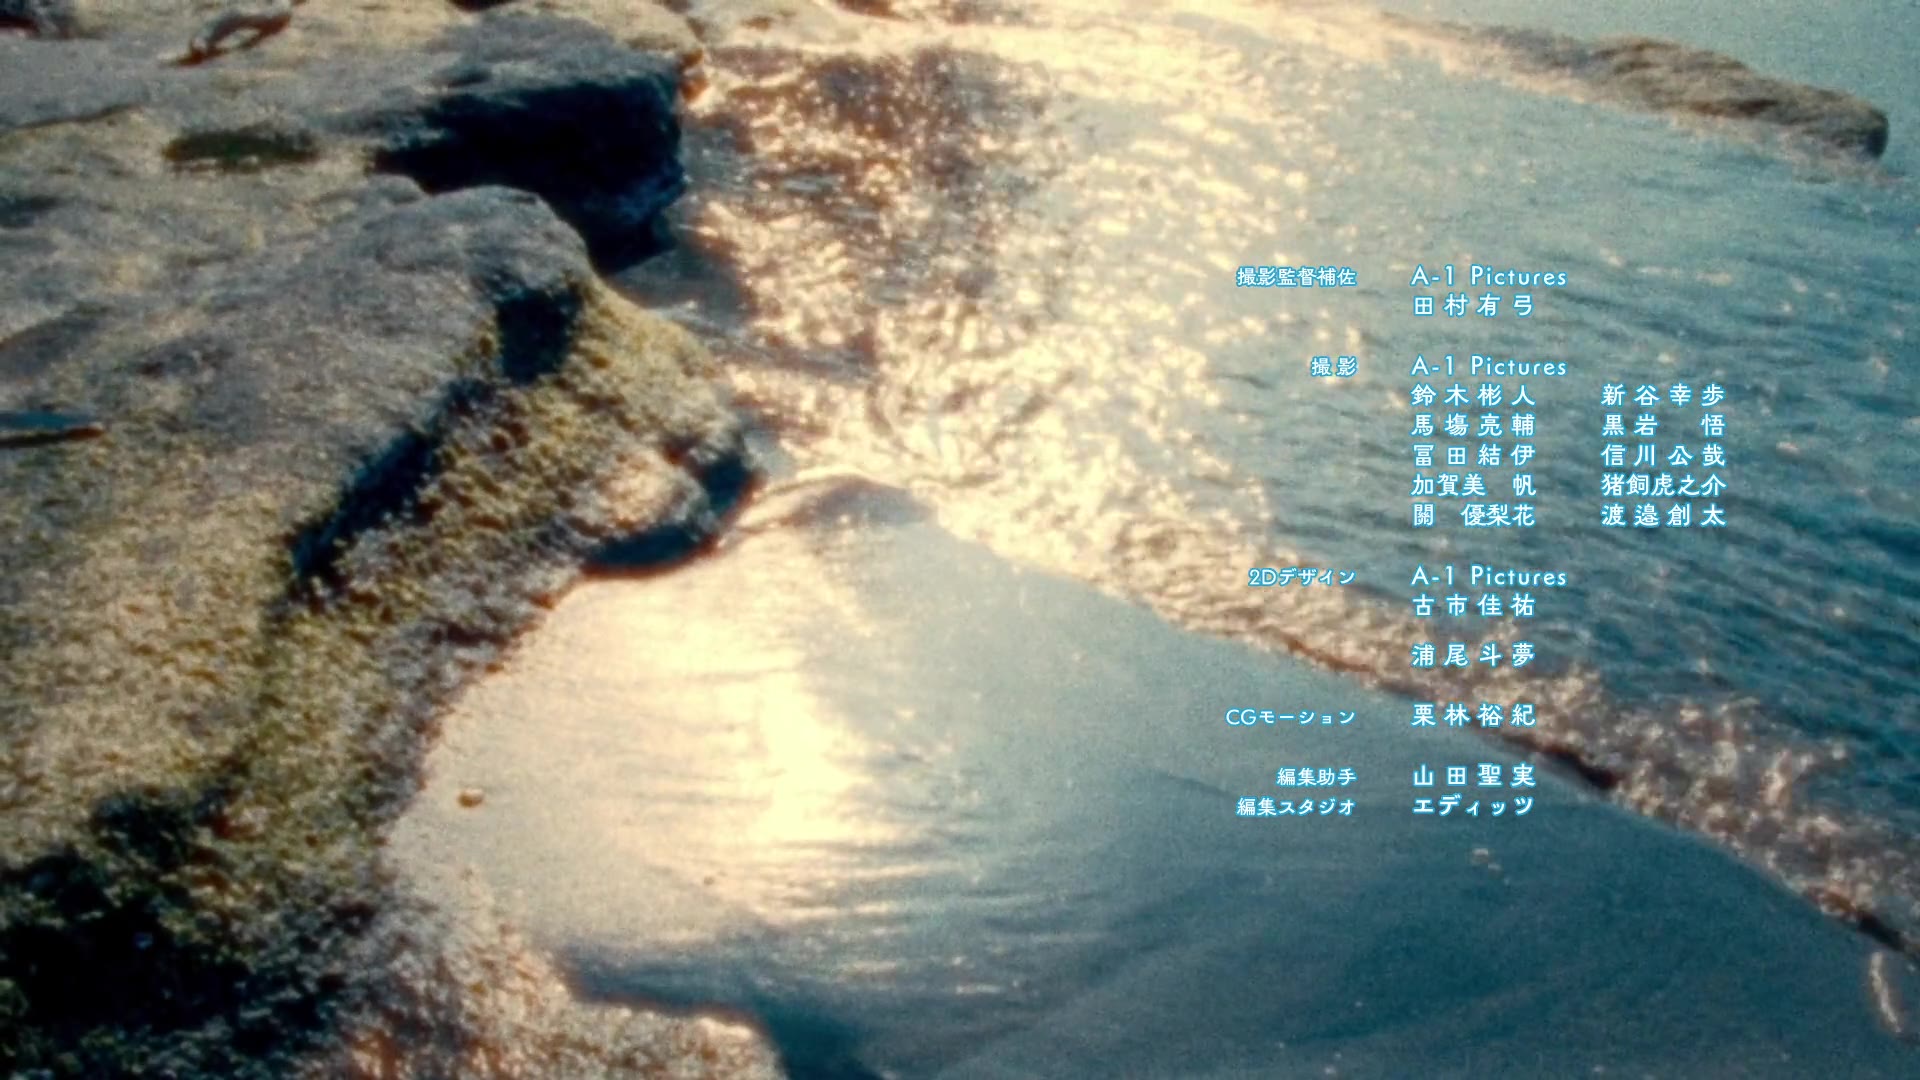 撮影監督補佐 A-1 Pictures
田村有弓
撮影 A-1 Pictures
鈴木彬人 新谷幸歩
馬塲亮輔 黒岩 悟
冨田結伊 信川公哉
加賀美 帆 猪飼虎之介
關 優梨花 渡邉創太
2Dデザイン A-1 Pictures
古市佳祐
浦尾斗夢
CGモーション 栗林裕紀
編集助手 山田聖実
編集スタジオ エディッツ